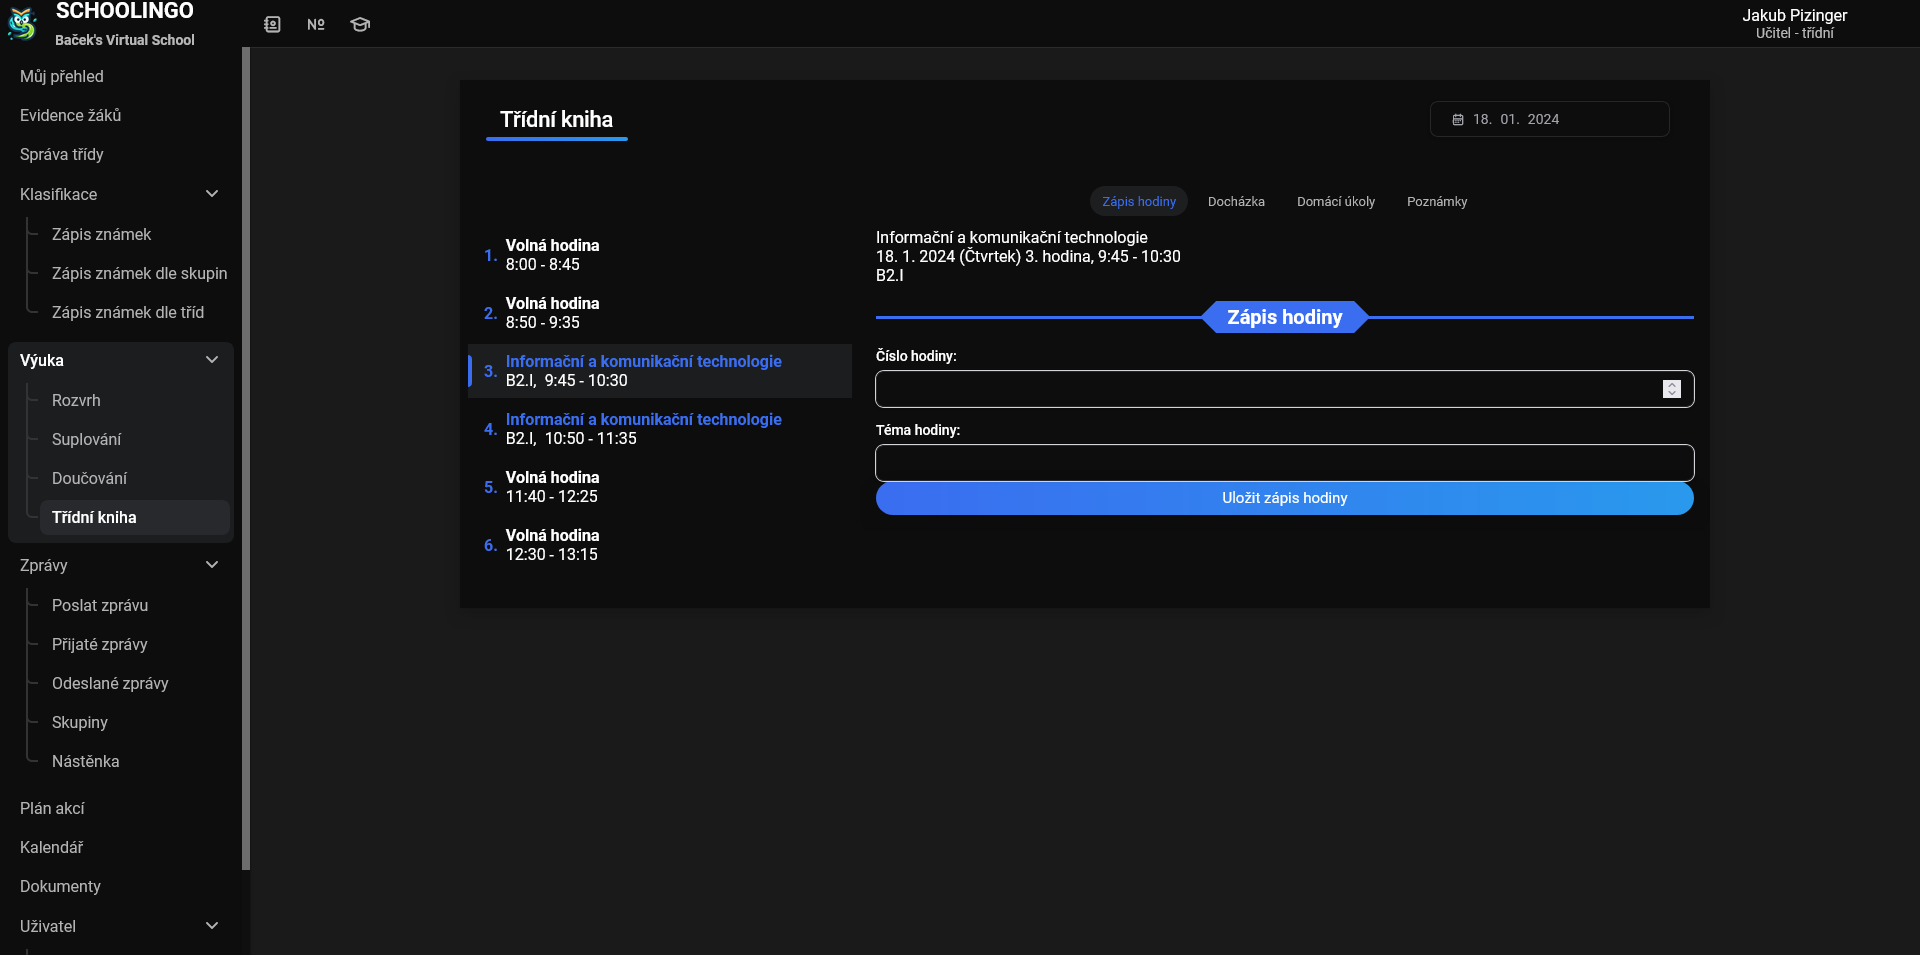 SCHOOLINGO
Baček's Virtual School
Nº
Jakub Pizinger
Učitel - třídní
Můj přehled
Evidence žáků
Správa třídy
Klasifikace
Zápis známek
Zápis známek dle skupin
Zápis známek dle tříd
Výuka
Rozvrh
Suplování
Doučování
Třídní kniha
Zprávy
Poslat zprávu
Přijaté zprávy
Odeslané zprávy
Skupiny
Nástěnka
Plán akcí
Kalendář
Dokumenty
Uživatel
Třídní kniha
18. 01. 2024
1. Volná hodina
8:00 - 8:45
2. Volná hodina
8:50 - 9:35
3. Informační a komunikační technologie
B2.I, 9:45 - 10:30
4. Informační a komunikační technologie
B2.I, 10:50 - 11:35
5. Volná hodina
11:40 - 12:25
6. Volná hodina
12:30 - 13:15
Zápis hodiny Docházka Domácí úkoly Poznámky
Informační a komunikační technologie
18. 1. 2024 (Čtvrtek) 3. hodina, 9:45 - 10:30
B2.I
Zápis hodiny
Číslo hodiny:
Téma hodiny:
Uložit zápis hodiny